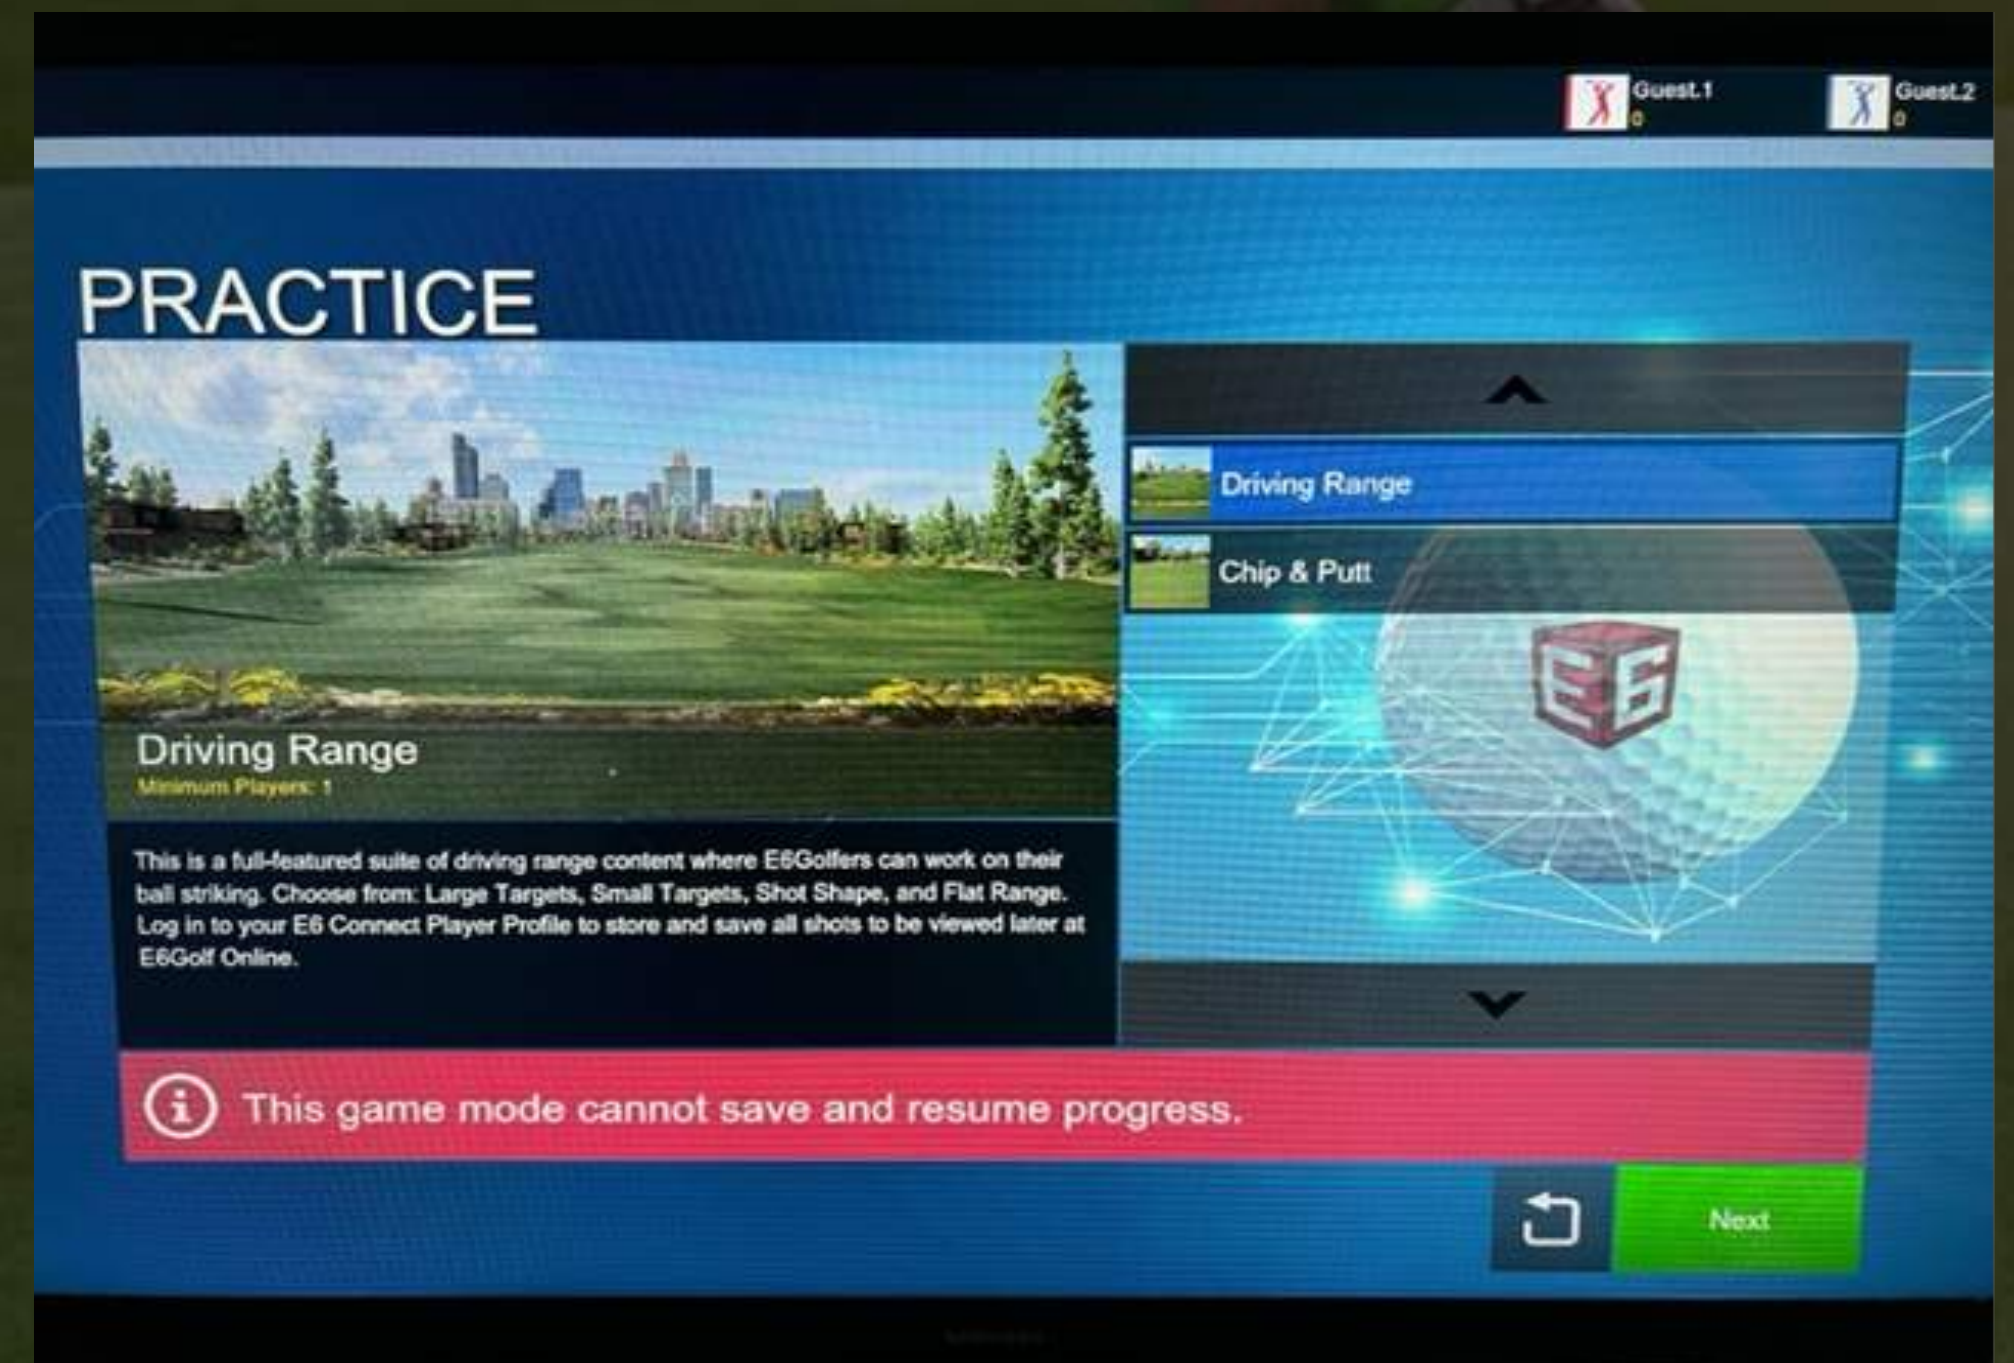 Guest.1
0
Guest.2
0
PRACTICE
Driving Range
Chip & Putt
E6
Driving Range
Minimum Players: 1
This is a full-featured suite of driving range content where E6Golfers can work on their
ball striking. Choose from: Large Targets, Small Targets, Shot Shape, and Flat Range.
Log in to your E6 Connect Player Profile to store and save all shots to be viewed later at
E6Golf Online.
This game mode cannot save and resume progress.
Next